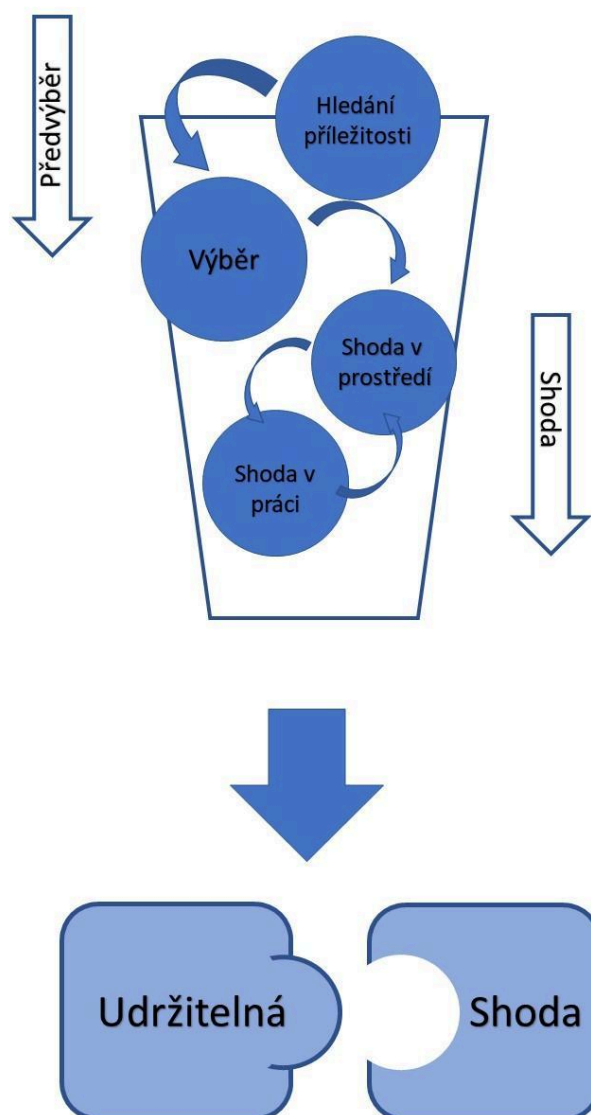 Předvýběr
Hledání
příležitosti
Výběr
Shoda v
prostředí
Shoda
Shoda v
práci
Udržitelná
Shoda